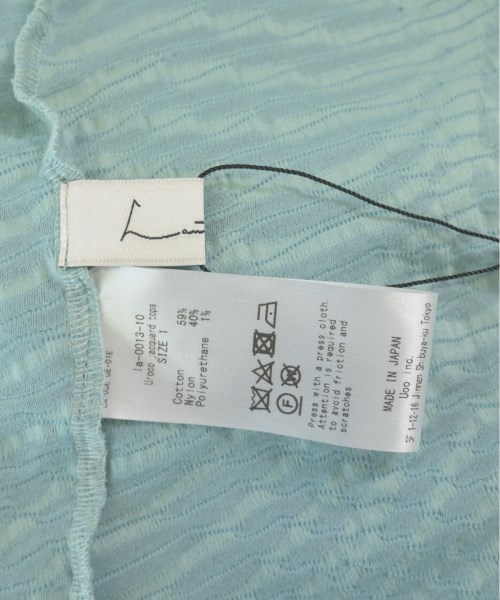 la-0013-10
Uroco jacquard tops
SIZE 1
Cotton 59%
Nylon 40%
Polyurethane 1%
Press with a press cloth.
Attention is required
to avoid friction and
scratches.
MADE IN JAPAN
Uoo Inc.
5F 1-12-16 Jinnan Shibuya-ku Tokyo